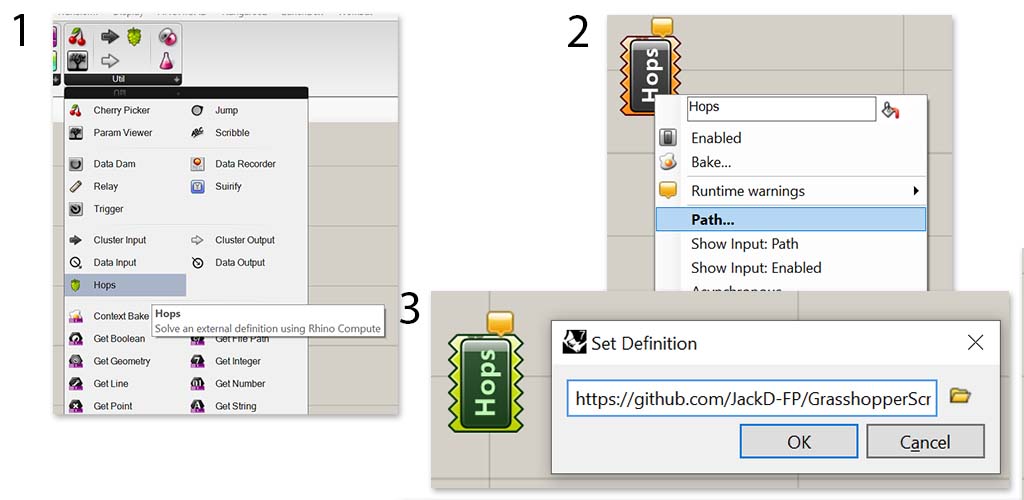 1
Util
Cherry Picker
Jump
Param Viewer
Scribble
Data Dam
Data Recorder
Relay
Suirify
Trigger
Cluster Input
Cluster Output
Data Input
Data Output
Hops
Context Bake
Hops
Solve an external definition using Rhino Compute
Get Boolean
Get File Path
Get Geometry
Get Integer
Get Line
Get Number
Get Point
Get String
2
Hops
Hops
Enabled
Bake...
Runtime warnings
Path...
Show Input: Path
Show Input: Enabled
Asynchronous
3
Hops
Set Definition
https://github.com/JackD-FP/GrasshopperScr
OK
Cancel